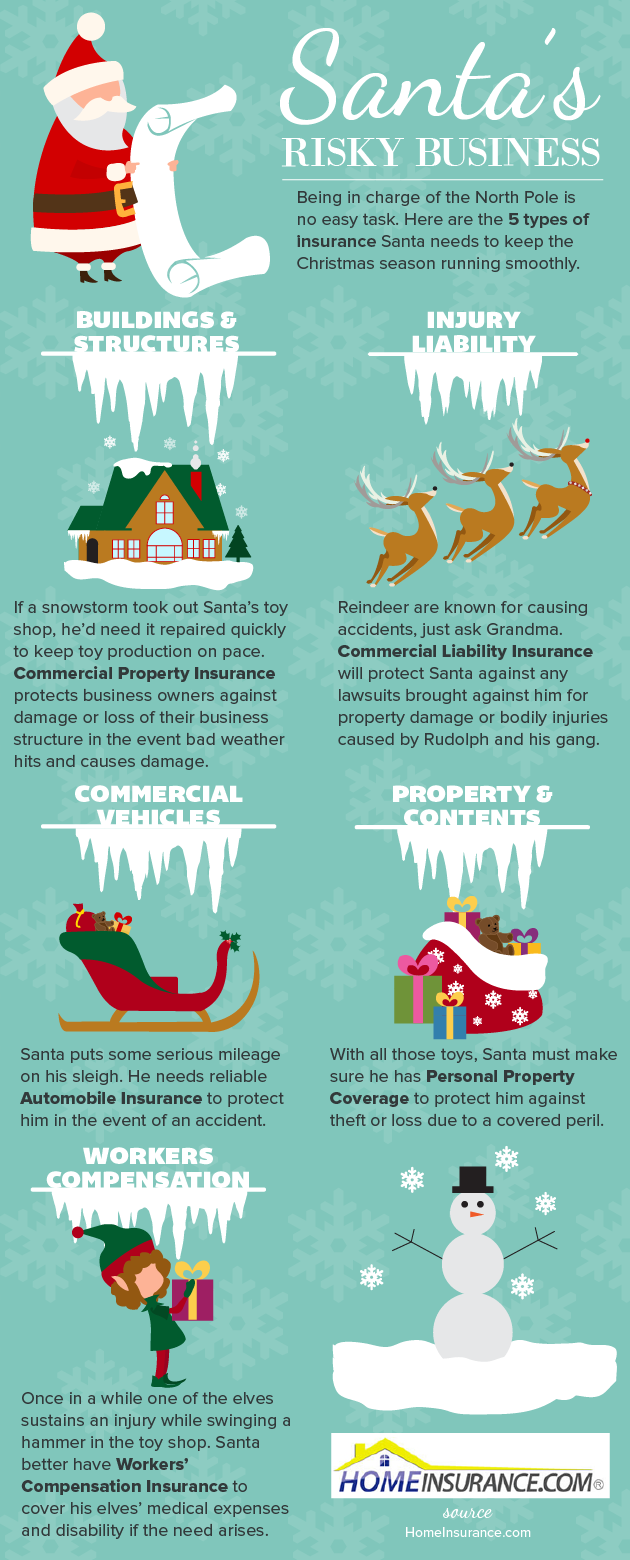 Santa's
RISKY BUSINESS
Being in charge of the North Pole is
no easy task. Here are the 5 types of
insurance Santa needs to keep the
Christmas season running smoothly.
BUILDINGS &
STRUCTURES
If a snowstorm took out Santa's toy
shop, he'd need it repaired quickly
to keep toy production on pace.
Commercial Property Insurance
protects business owners against
damage or loss of their business
structure in the event bad weather
hits and causes damage.
INJURY
LIABILITY
Reindeer are known for causing
accidents, just ask Grandma.
Commercial Liability Insurance
will protect Santa against any
lawsuits brought against him for
property damage or bodily injuries
caused by Rudolph and his gang.
COMMERCIAL
VEHICLES
Santa puts some serious mileage
on his sleigh. He needs reliable
Automobile Insurance to protect
him in the event of an accident.
PROPERTY &
CONTENTS
With all those toys, Santa must make
sure he has Personal Property
Coverage to protect him against
theft or loss due to a covered peril.
WORKERS
COMPENSATION
Once in a while one of the elves
sustains an injury while swinging a
hammer in the toy shop. Santa
better have Workers'
Compensation Insurance to
cover his elves' medical expenses
and disability if the need arises.
HOMEINSURANCE.COM®
source
HomeInsurance.com